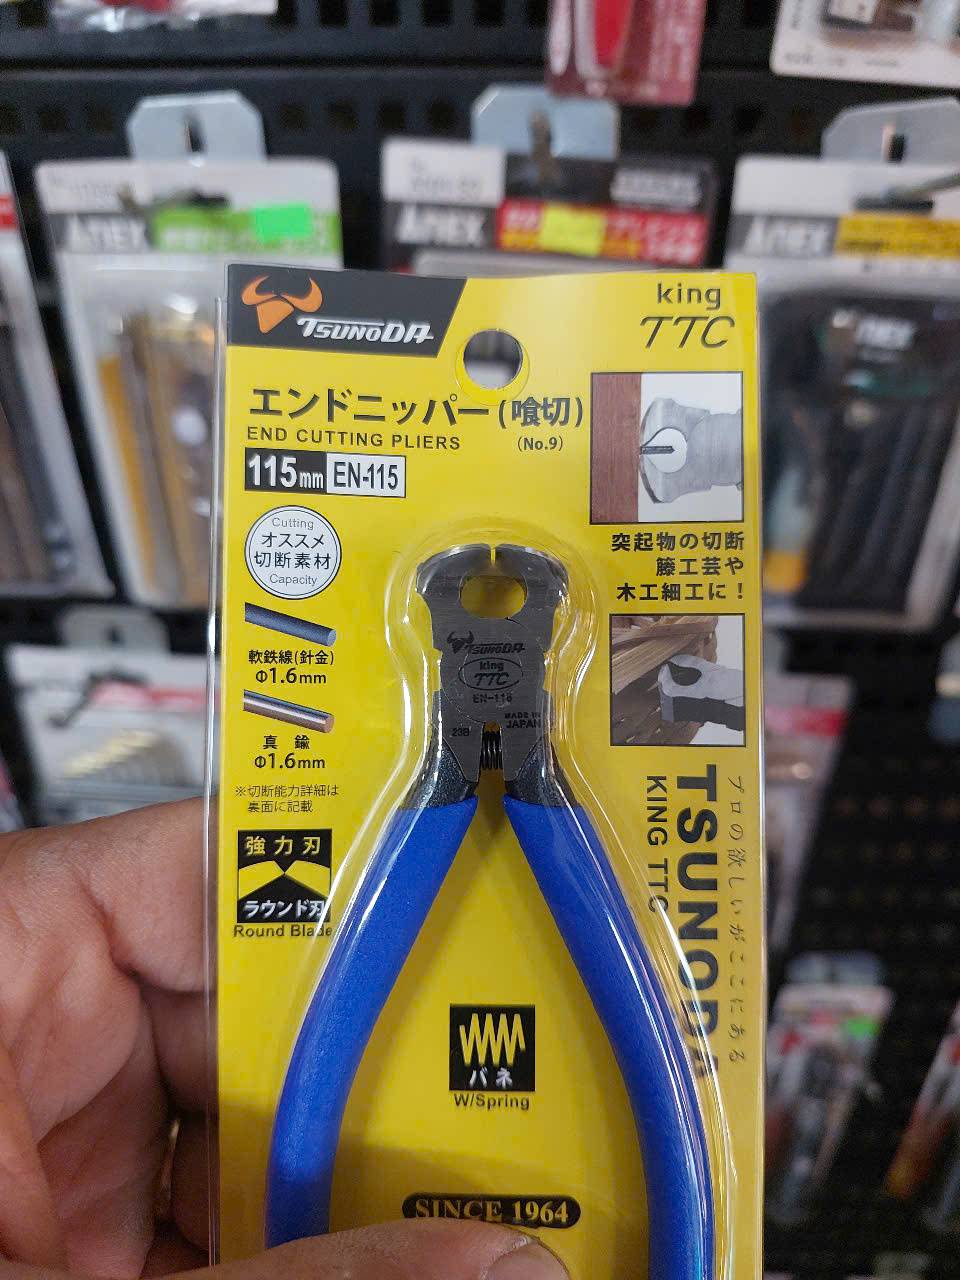 TSUNODA
king
TTC
エンドニッパー(喰切)
END CUTTING PLIERS
(No.9)
115mm EN-115
Cutting
オススメ
切断素材
Capacity
軟鉄線(針金)
Φ1.6mm
真鍮
Φ1.6mm
※切断能力詳細は
裏面に記載
強力刃
ラウンド刃
Round Blade
突起物の切断
籐工芸や
木工細工に!
TSUNODA
king
TTC
EN-115
MADE IN
JAPAN
23B
プロの欲しいがここにある
TSUNODA
KING TTC
バネ
W/Spring
SINCE 1964
ANEX
ANEX
ANEX